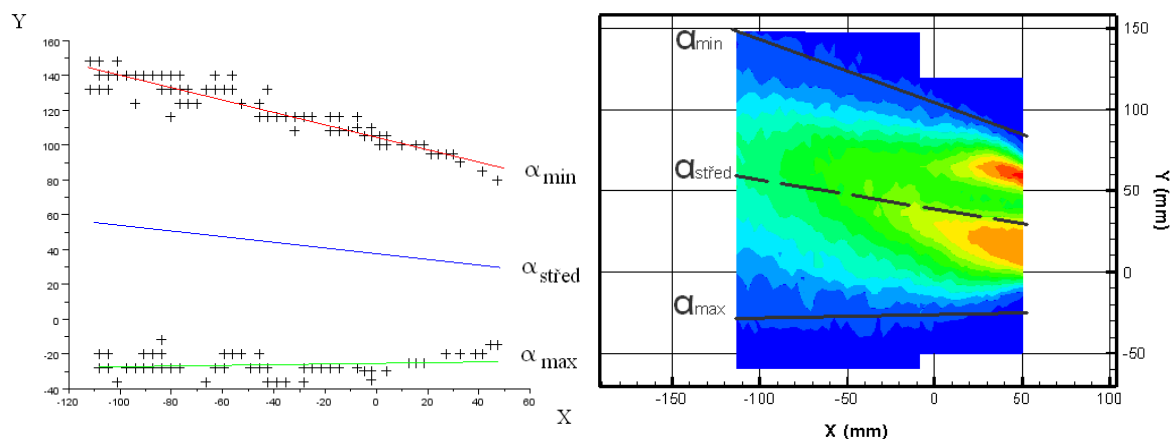 Y
160
140
120
100
80
60
40
20
0
-20
-40
-120 -100 -80 -60 -40 -20 0 20 40 60
X
α min
α střed
α max
αmin
αstřed
αmax
150
100
50
0
-50
Y (mm)
-150 -100 -50 0 50 100
X (mm)